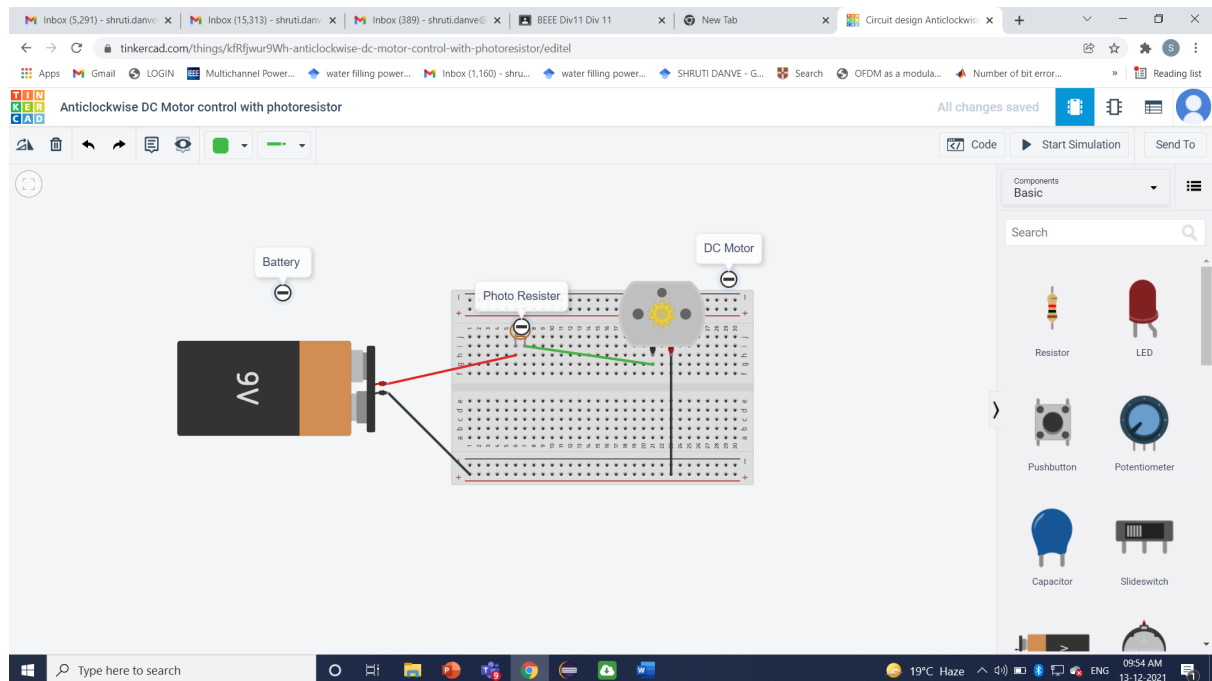 Inbox (5,291) - shruti.danve
Inbox (15,313) - shruti.danv
Inbox (389) - shruti.danve@
BEEE Div11 Div 11
New Tab
Circuit design Anticlockwis
tinkercad.com/things/kfRfjwur9Wh-anticlockwise-dc-motor-control-with-photoresistor/editel
S
Apps
Gmail
LOGIN
Multichannel Power...
water filling power...
Inbox (1,160) - shru...
water filling power...
SHRUTI DANVE - G...
Search
OFDM as a modula...
Number of bit error...
»
Reading list
TIN
KER
CAD
Anticlockwise DC Motor control with photoresistor
All changes saved
Code
Start Simulation
Send To
Components
Basic
Search
Battery
Photo Resister
DC Motor
9V
Resistor
LED
Pushbutton
Potentiometer
Capacitor
Slideswitch
Type here to search
19°C Haze
ENG
09:54 AM
13-12-2021